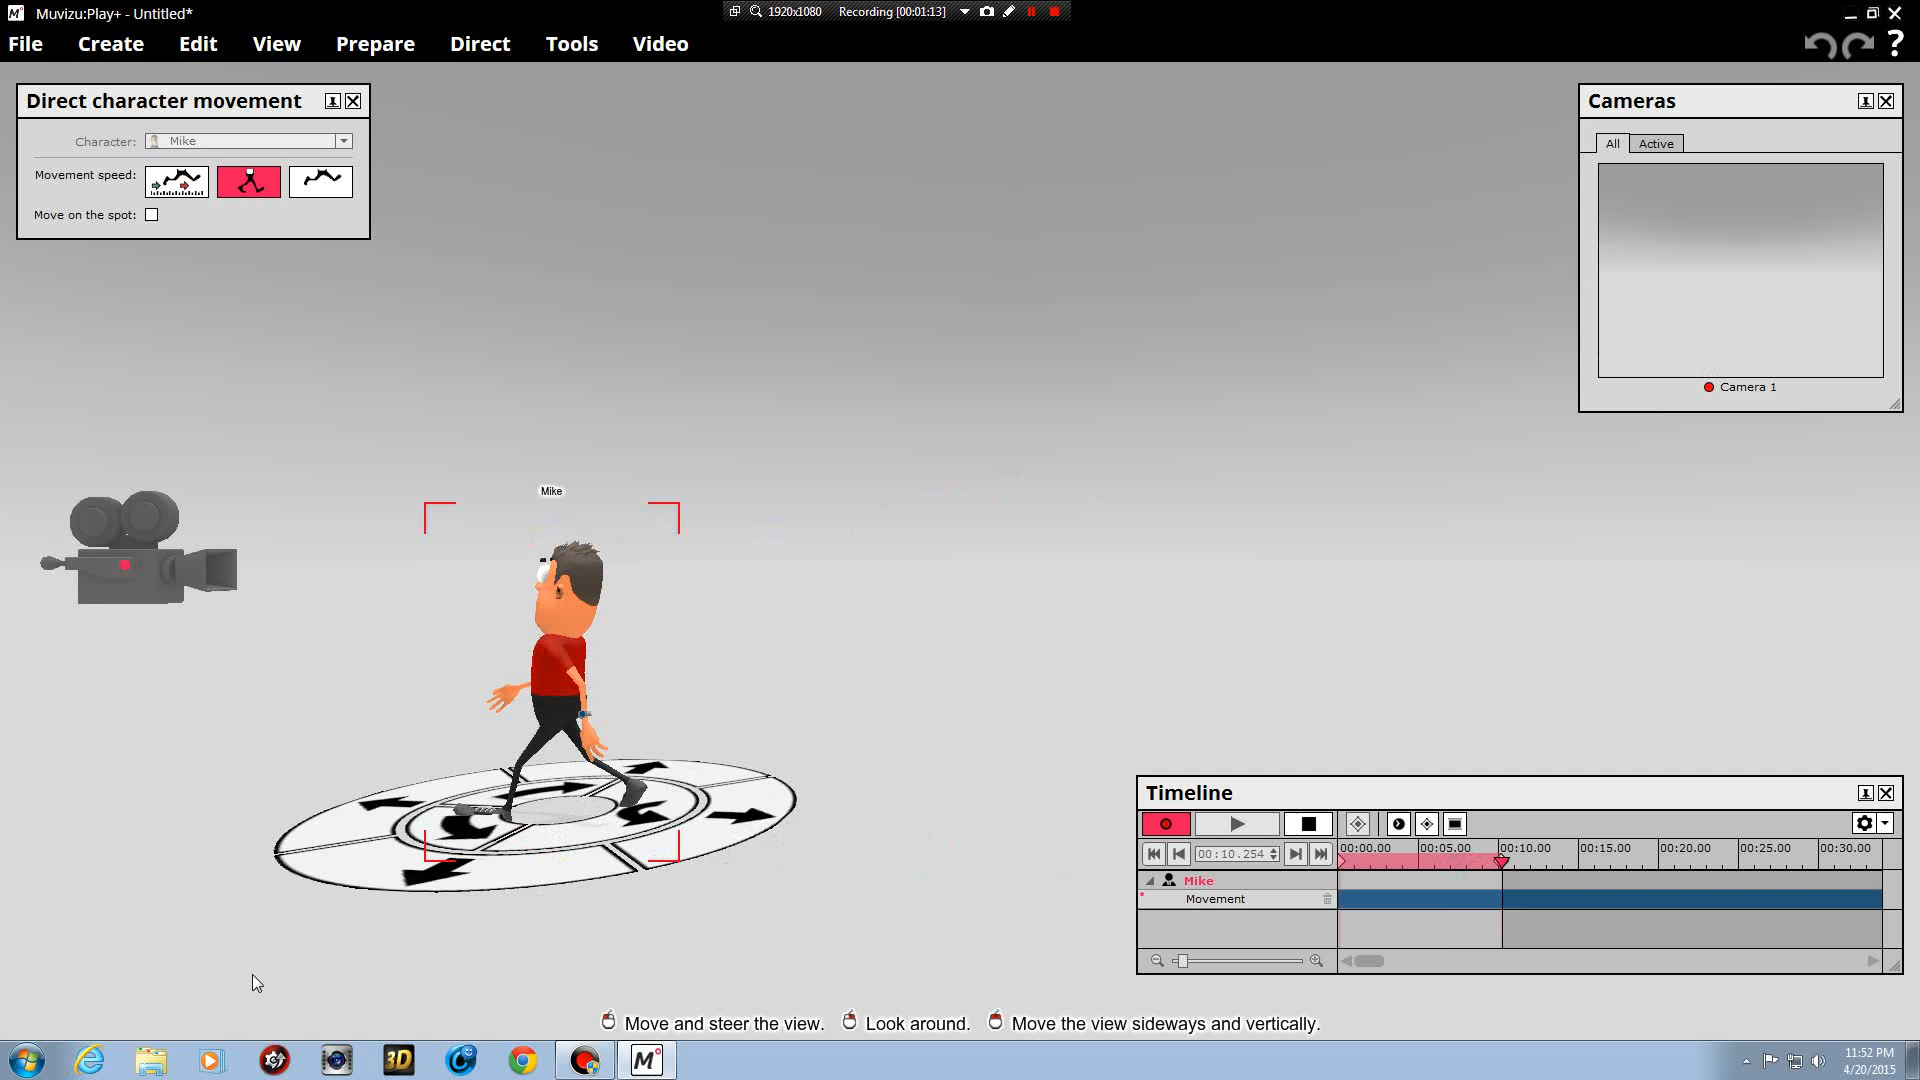 Muvizu:Play+ - Untitled*
1920x1080 Recording [00:01:13]
File Create Edit View Prepare Direct Tools Video ?
Direct character movement
Character: Mike
Movement speed:
Move on the spot:
Cameras
All Active
Camera 1
Mike
Timeline
00:10.254 00:00.00 00:05.00 00:10.00 00:15.00 00:20.00 00:25.00 00:30.00
Mike
Movement
Move and steer the view. Look around. Move the view sideways and vertically.
3D M
11:52 PM
4/20/2015